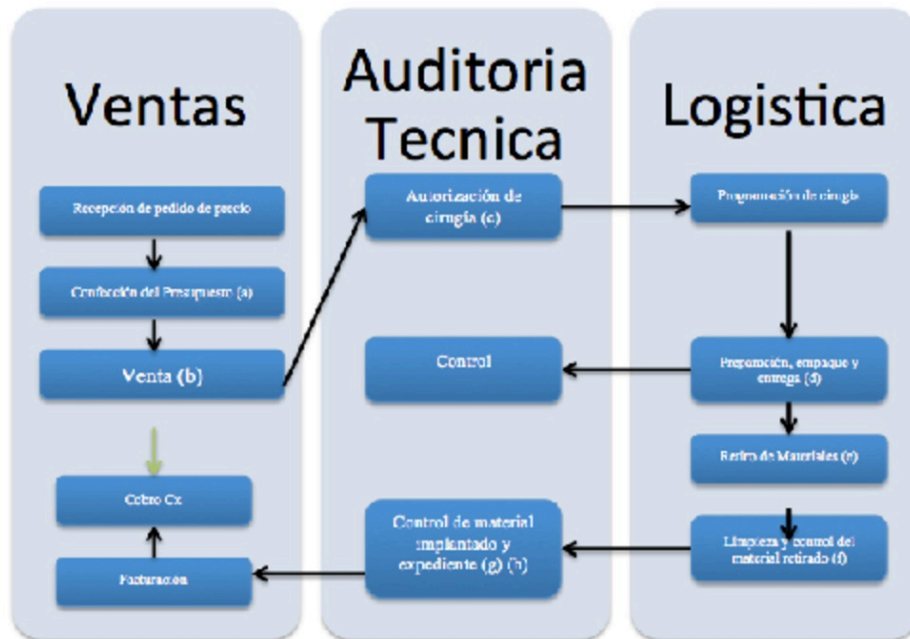 Ventas
Recepción de pedido de precio
Confección del Presupuesto (a)
Venta (b)
Cobro Cx
Facturación
Auditoria
Tecnica
Autorización de
cirugía (c)
Control
Control de material
implantado y
expediente (g) (h)
Logistica
Programación de cirugía
Preparación, empaque y
entrega (d)
Retiro de Materiales (e)
Limpieza y control del
material retirado (f)